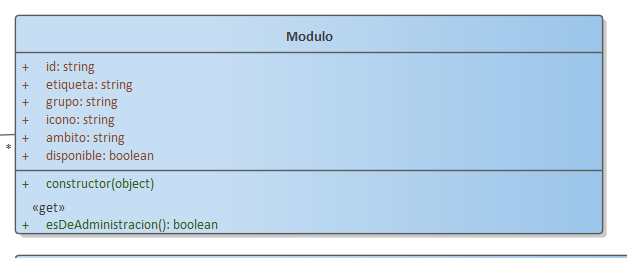 Modulo
+ id: string
+ etiqueta: string
+ grupo: string
+ icono: string
+ ambito: string
+ disponible: boolean
*
+ constructor(object)
«get»
+ esDeAdministracion(): boolean